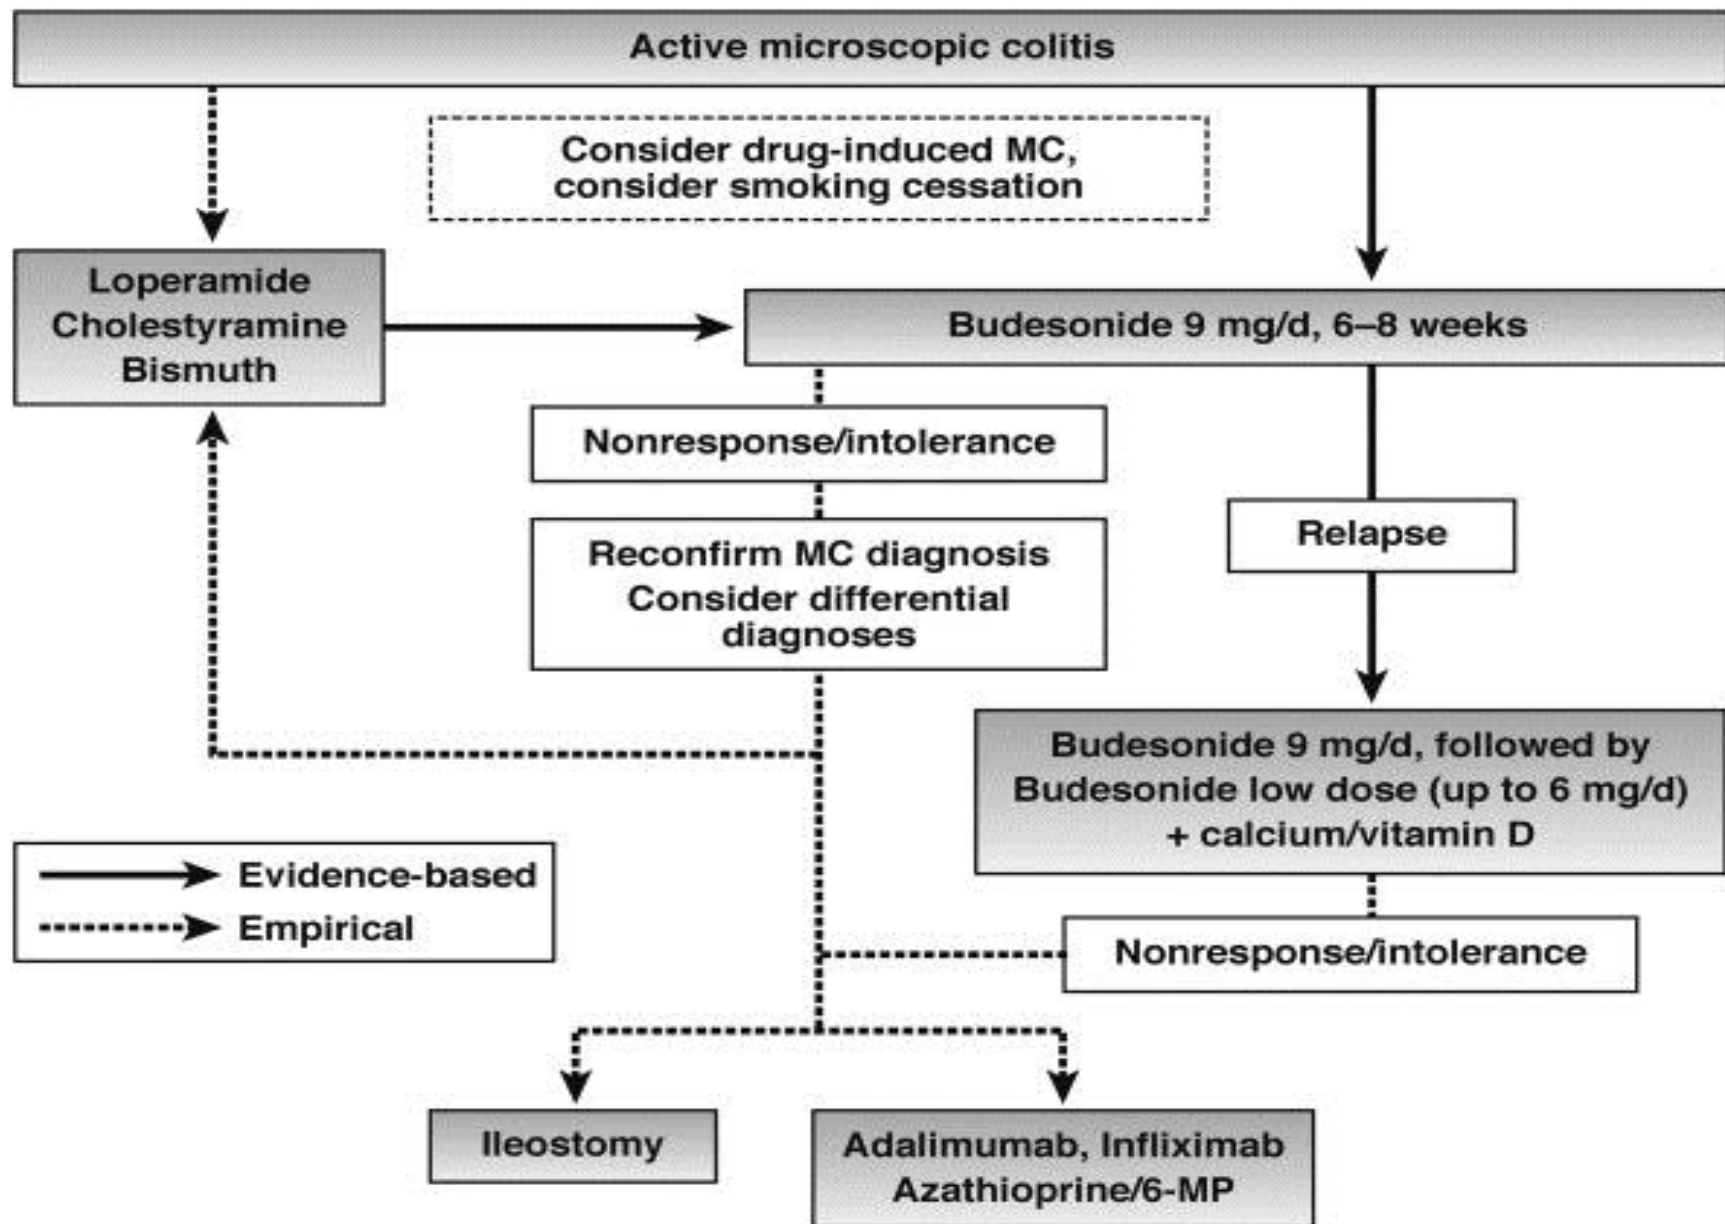 Active microscopic colitis
Consider drug-induced MC,
consider smoking cessation
Loperamide
Cholestyramine
Bismuth
Budesonide 9 mg/d, 6–8 weeks
Nonresponse/intolerance
Reconfirm MC diagnosis
Consider differential
diagnoses
Relapse
Budesonide 9 mg/d, followed by
Budesonide low dose (up to 6 mg/d)
+ calcium/vitamin D
Evidence-based
Empirical
Nonresponse/intolerance
Ileostomy
Adalimumab, Infliximab
Azathioprine/6-MP